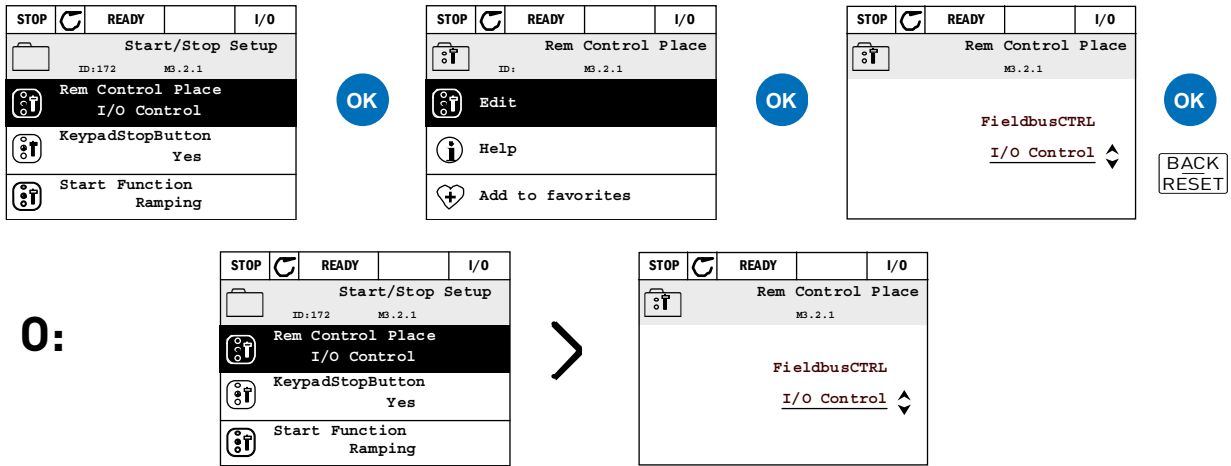 STOP READY I/O
Start/Stop Setup
ID:172 M3.2.1
Rem Control Place
I/O Control
KeypadStopButton
Yes
Start Function
Ramping
OK
STOP READY I/O
Rem Control Place
ID: M3.2.1
Edit
Help
Add to favorites
OK
STOP READY I/O
Rem Control Place
M3.2.1
FieldbusCTRL
I/O Control
OK
BACK
RESET
O:
STOP READY I/O
Start/Stop Setup
ID:172 M3.2.1
Rem Control Place
I/O Control
KeypadStopButton
Yes
Start Function
Ramping
STOP READY I/O
Rem Control Place
M3.2.1
FieldbusCTRL
I/O Control